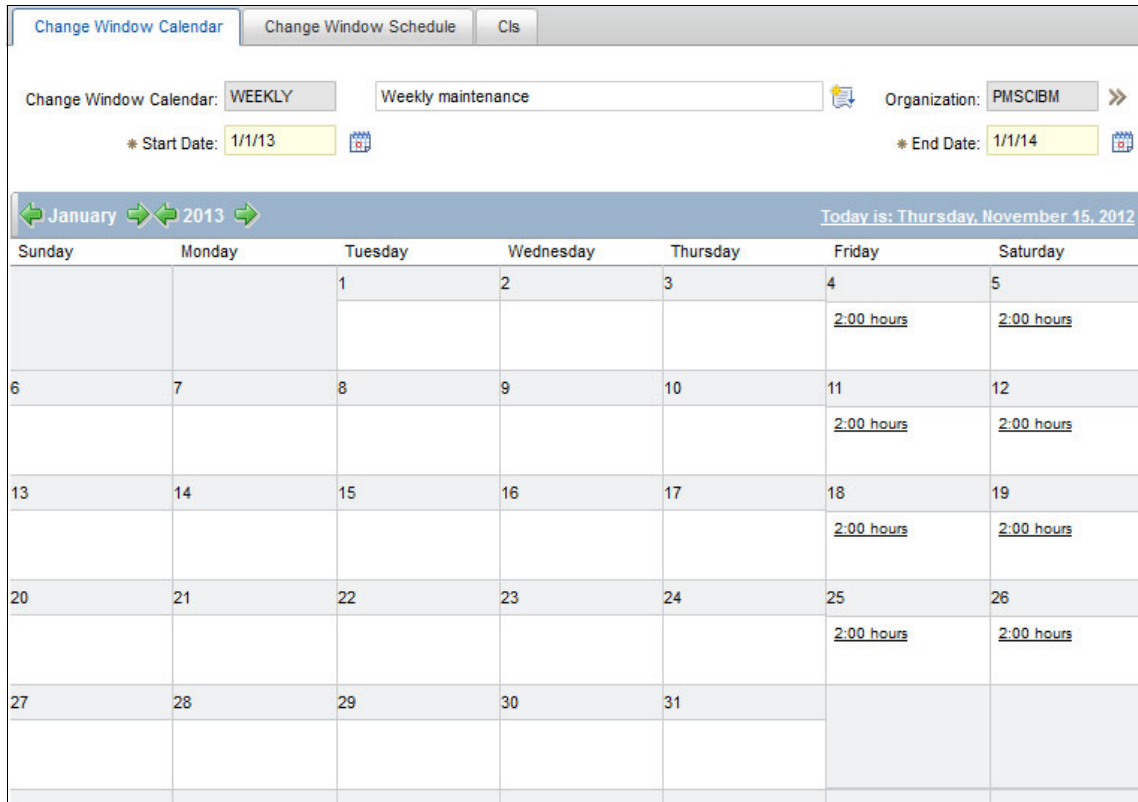 Change Window Calendar Change Window Schedule CIs
Change Window Calendar: WEEKLY Weekly maintenance Organization: PMSCIBM
* Start Date: 1/1/13 * End Date: 1/1/14
January 2013 Today is: Thursday, November 15, 2012
Sunday Monday Tuesday Wednesday Thursday Friday Saturday
1 2 3 4 5
2:00 hours 2:00 hours
6 7 8 9 10 11 12
2:00 hours 2:00 hours
13 14 15 16 17 18 19
2:00 hours 2:00 hours
20 21 22 23 24 25 26
2:00 hours 2:00 hours
27 28 29 30 31